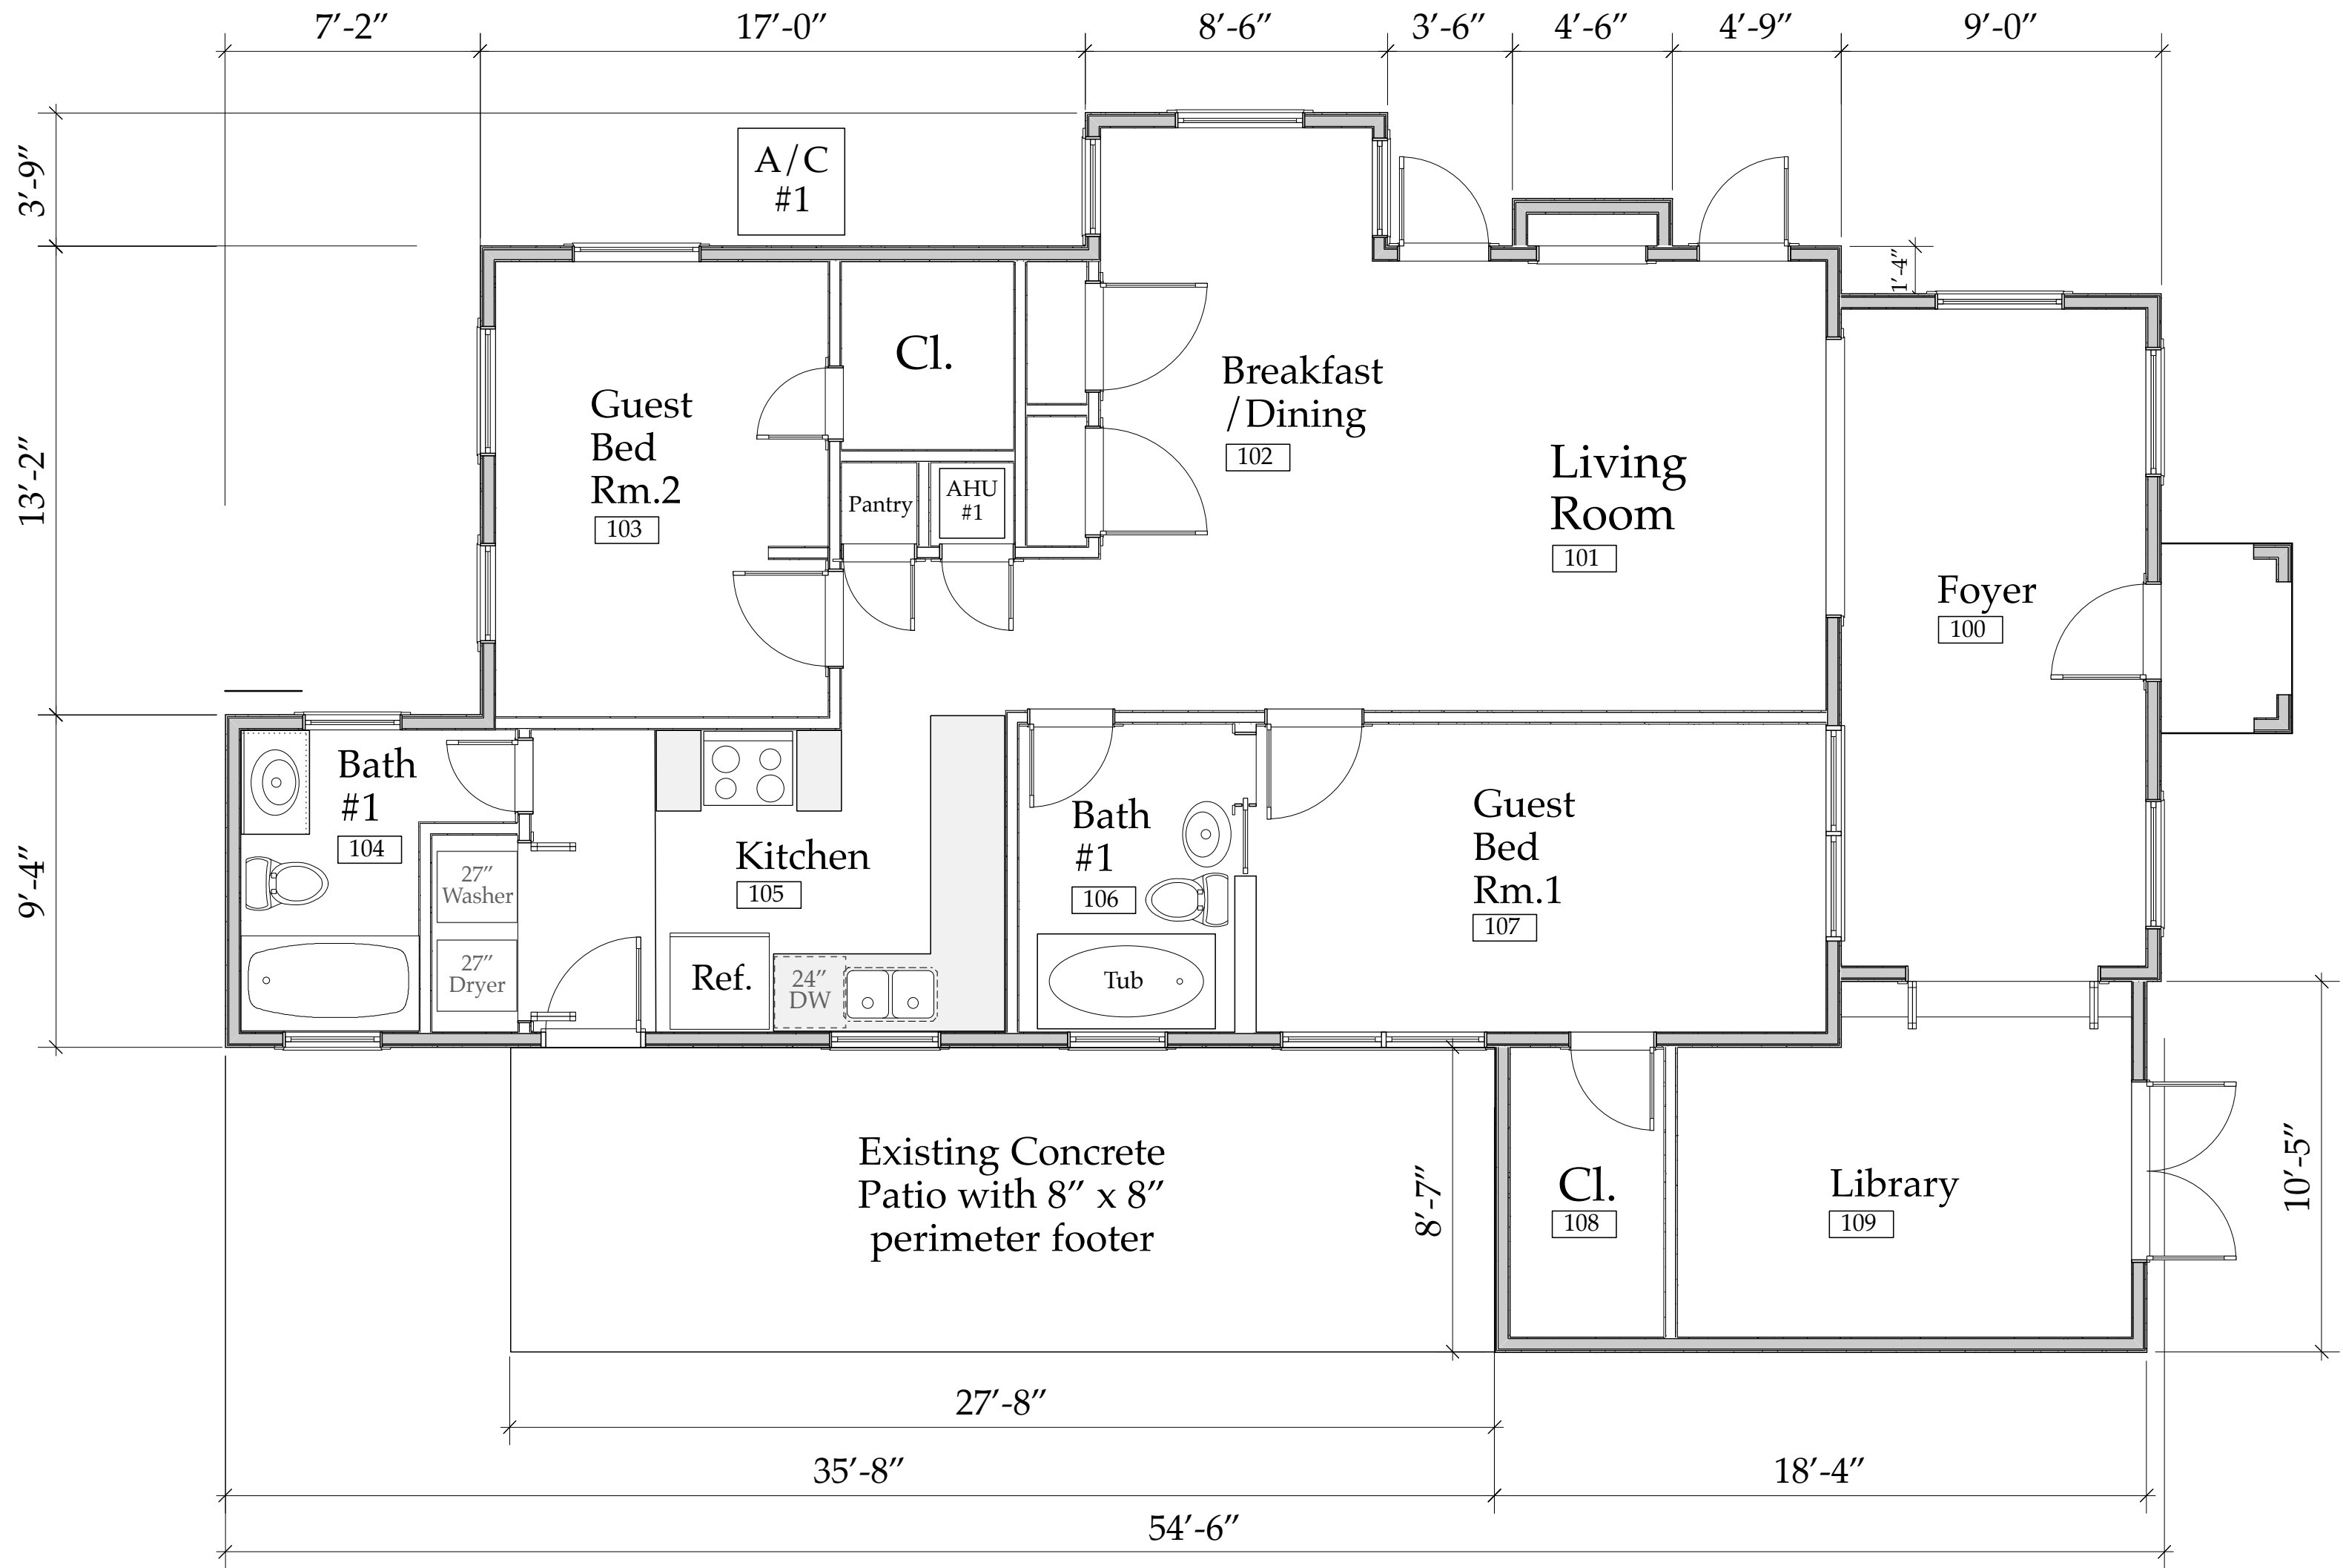 7′-2″ 17′-0″ 8′-6″ 3′-6″ 4′-6″ 4′-9″ 9′-0″
3′-9″
A/C
#1
1′-4″
13′-2″
Guest
Bed
Rm.2
103
Cl.
Pantry
AHU
#1
Breakfast
/Dining
102
Living
Room
101
Foyer
100
9′-4″
Bath
#1
104
27″
Washer
27″
Dryer
Kitchen
105
Ref.
24″
DW
Bath
#1
106
Tub
Guest
Bed
Rm.1
107
Existing Concrete
Patio with 8″ x 8″
perimeter footer
8′-7″
Cl.
108
Library
109
10′-5″
27′-8″
35′-8″ 18′-4″
54′-6″